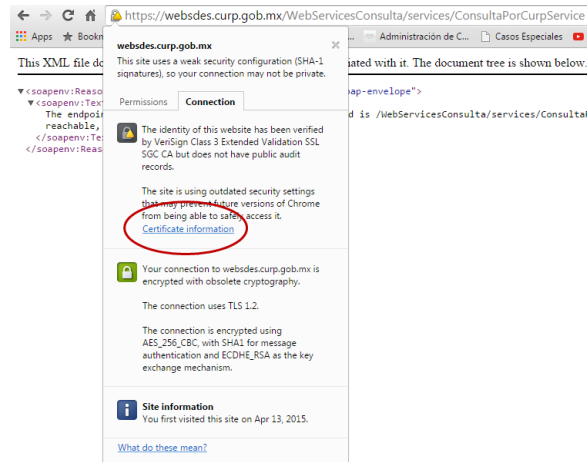 https://websdes.curp.gob.mx/WebServicesConsulta/services/ConsultaPorCurpService
Apps
... Administración de C... Casos Especiales
This XML file
websdes.curp.gob.mx
This site uses a weak security configuration (SHA-1
signatures), so your connection may not be private.
with it. The document tree is shown below.
Permissions Connection
▼<soapenv:Reaso
▼<soapenv:Tex
The endpoi
reachable,
</soapenv:Te
</soapenv:Reas
ap-envelope">
d is /WebServicesConsulta/services/Consulta
The identity of this website has been verified
by VeriSign Class 3 Extended Validation SSL
SGC CA but does not have public audit
records.
The site is using outdated security settings
that may prevent future versions of Chrome
from being able to safely access it.
Certificate information
Your connection to websdes.curp.gob.mx is
encrypted with obsolete cryptography.
The connection uses TLS 1.2.
The connection is encrypted using
AES_256_CBC, with SHA1 for message
authentication and ECDHE_RSA as the key
exchange mechanism.
Site information
You first visited this site on Apr 13, 2015.
What do these mean?